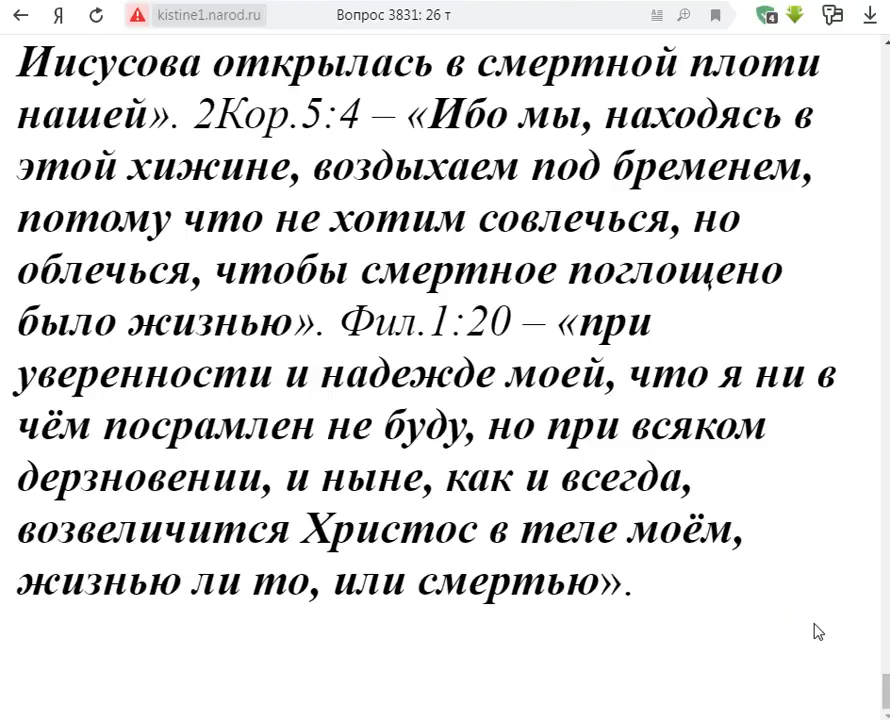 Я kistine1.narod.ru Вопрос 3831: 26 т 4
Иисусова открылась в смертной плоти
нашей». 2Кор.5:4 – «Ибо мы, находясь в
этой хижине, воздыхаем под бременем,
потому что не хотим совлечься, но
облечься, чтобы смертное поглощено
было жизнью». Фил.1:20 – «при
уверенности и надежде моей, что я ни в
чём посрамлен не буду, но при всяком
дерзновении, и ныне, как и всегда,
возвеличится Христос в теле моём,
жизнью ли то, или смертью».